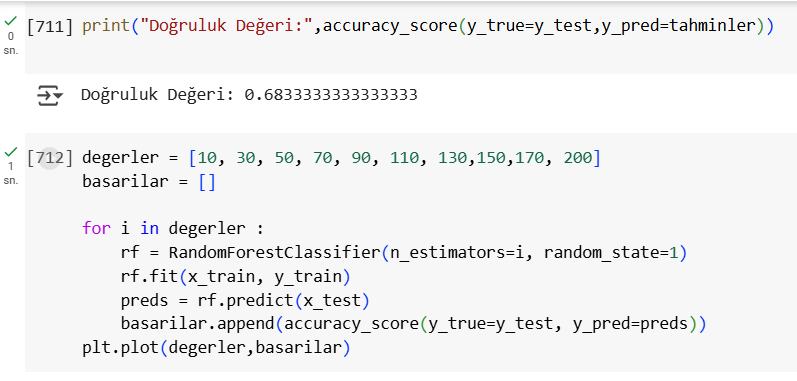 [711] print("Doğruluk Değeri:",accuracy_score(y_true=y_test,y_pred=tahminler))
0
sn.
Doğruluk Değeri: 0.6833333333333333
[712] degerler = [10, 30, 50, 70, 90, 110, 130,150,170, 200]
1
sn.
basarilar = []
for i in degerler :
rf = RandomForestClassifier(n_estimators=i, random_state=1)
rf.fit(x_train, y_train)
preds = rf.predict(x_test)
basarilar.append(accuracy_score(y_true=y_test, y_pred=preds))
plt.plot(degerler,basarilar)